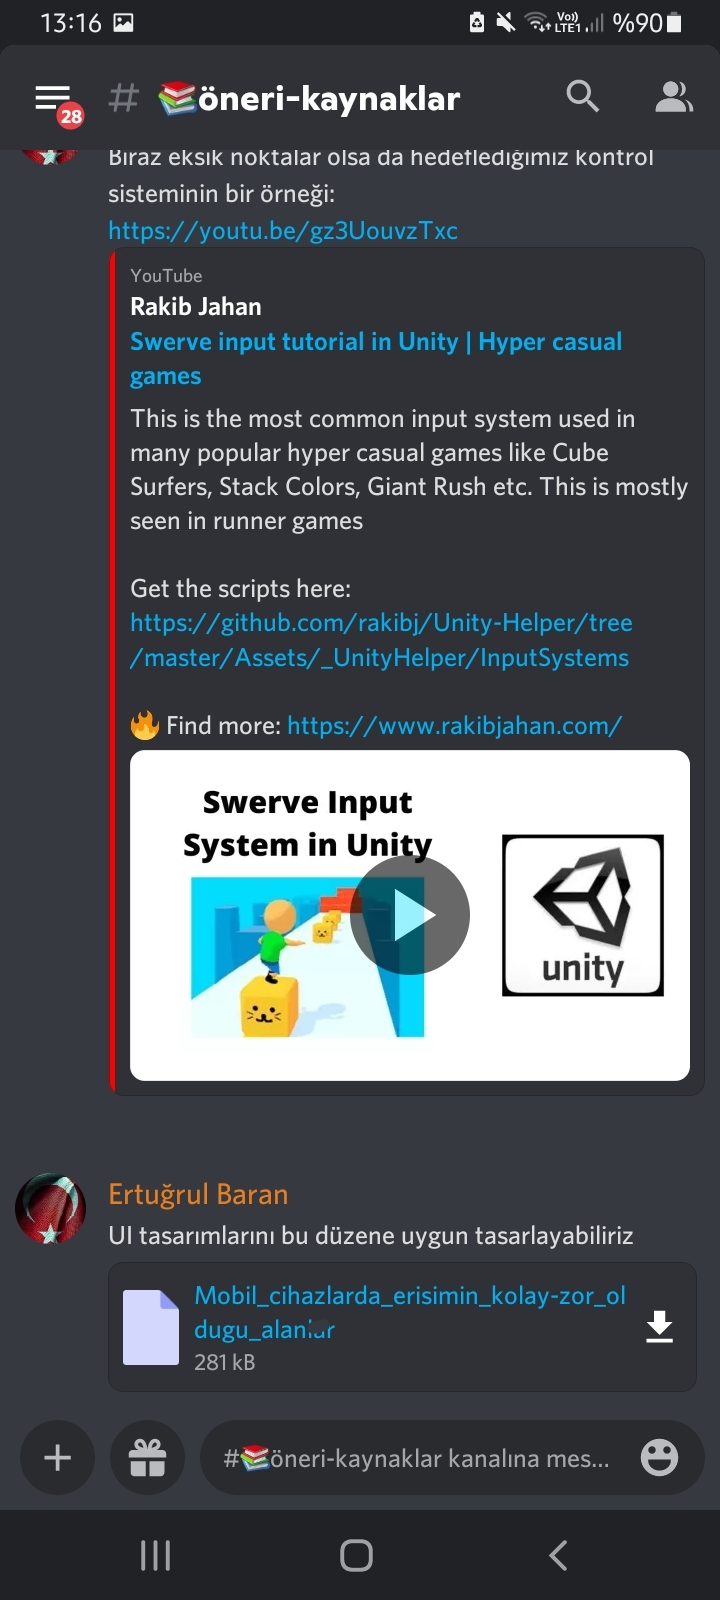 13:16 Vo)) LTE1 %90
28 # öneri-kaynaklar
Biraz eksik noktalar olsa da hedeflediğimiz kontrol
sisteminin bir örneği:
https://youtu.be/gz3UouvzTxc
YouTube
Rakib Jahan
Swerve input tutorial in Unity | Hyper casual
games
This is the most common input system used in
many popular hyper casual games like Cube
Surfers, Stack Colors, Giant Rush etc. This is mostly
seen in runner games
Get the scripts here:
https://github.com/rakibj/Unity-Helper/tree
/master/Assets/_UnityHelper/InputSystems
🔥 Find more: https://www.rakibjahan.com/
Swerve Input
System in Unity
unity
Ertuğrul Baran
UI tasarımlarını bu düzene uygun tasarlayabiliriz
Mobil_cihazlarda_erisimin_kolay-zor_ol
dugu_alanlar
281 kB
#📚öneri-kaynaklar kanalına mes...